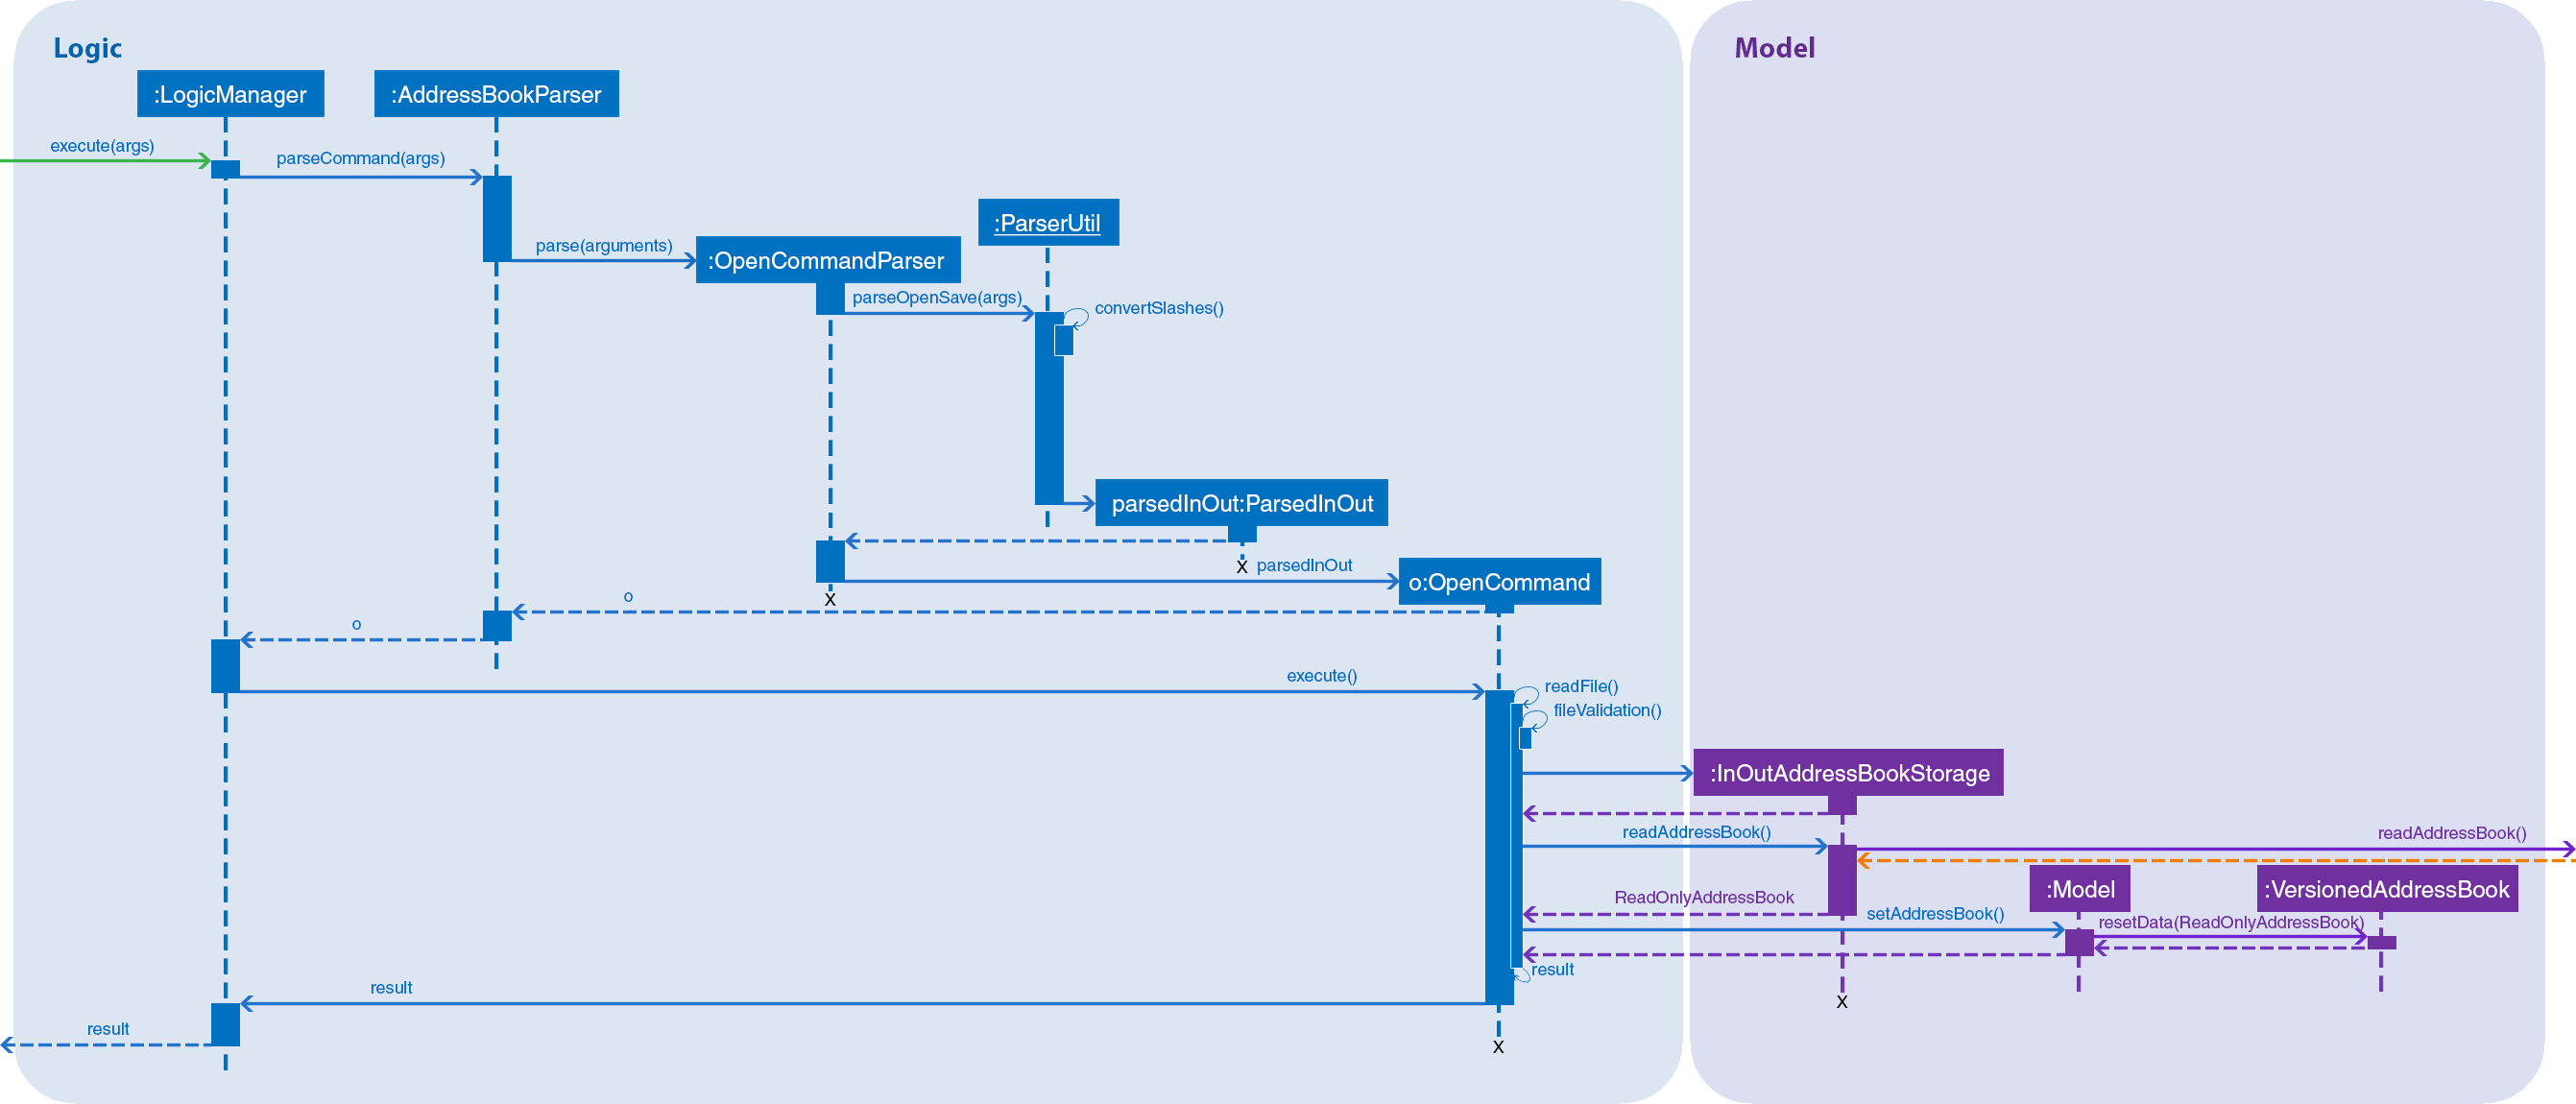 Logic
Model
:LogicManager
:AddressBookParser
execute(args)
parseCommand(args)
:ParserUtil
parse(arguments)
:OpenCommandParser
parseOpenSave(args)
convertSlashes()
parsedInOut:ParsedInOut
X
parsedInOut
o:OpenCommand
X
o
o
execute()
readFile()
fileValidation()
:InOutAddressBookStorage
readAddressBook()
readAddressBook()
:Model
:VersionedAddressBook
ReadOnlyAddressBook
setAddressBook()
resetData(ReadOnlyAddressBook)
result
result
X
result
X